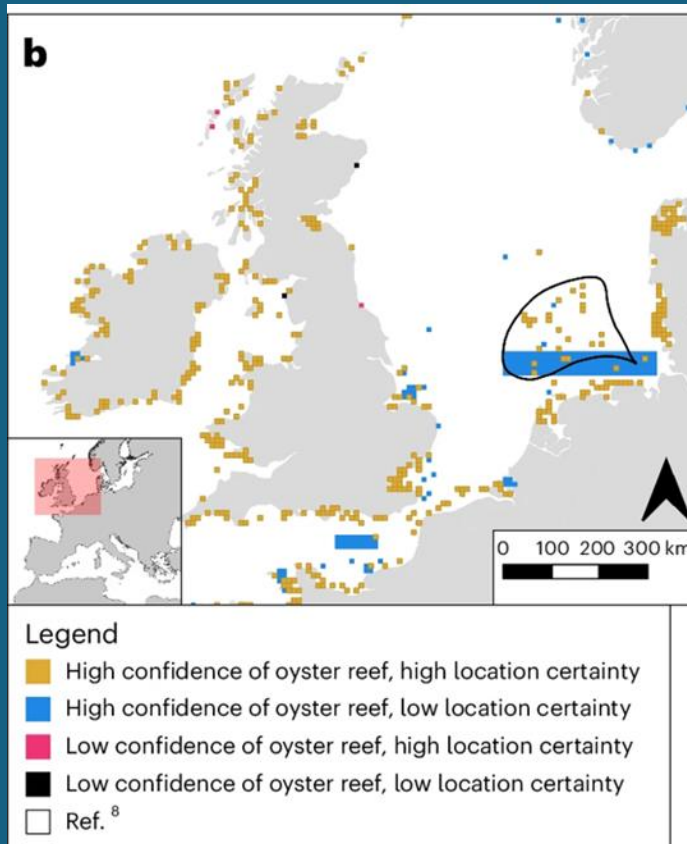 b
0 100 200 300 km
Legend
High confidence of oyster reef, high location certainty
High confidence of oyster reef, low location certainty
Low confidence of oyster reef, high location certainty
Low confidence of oyster reef, low location certainty
Ref. 8